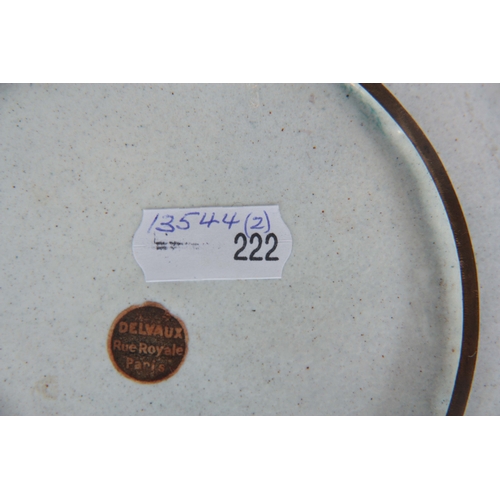 13544 (2)
222
DELVAUX
Rue Royale
Paris